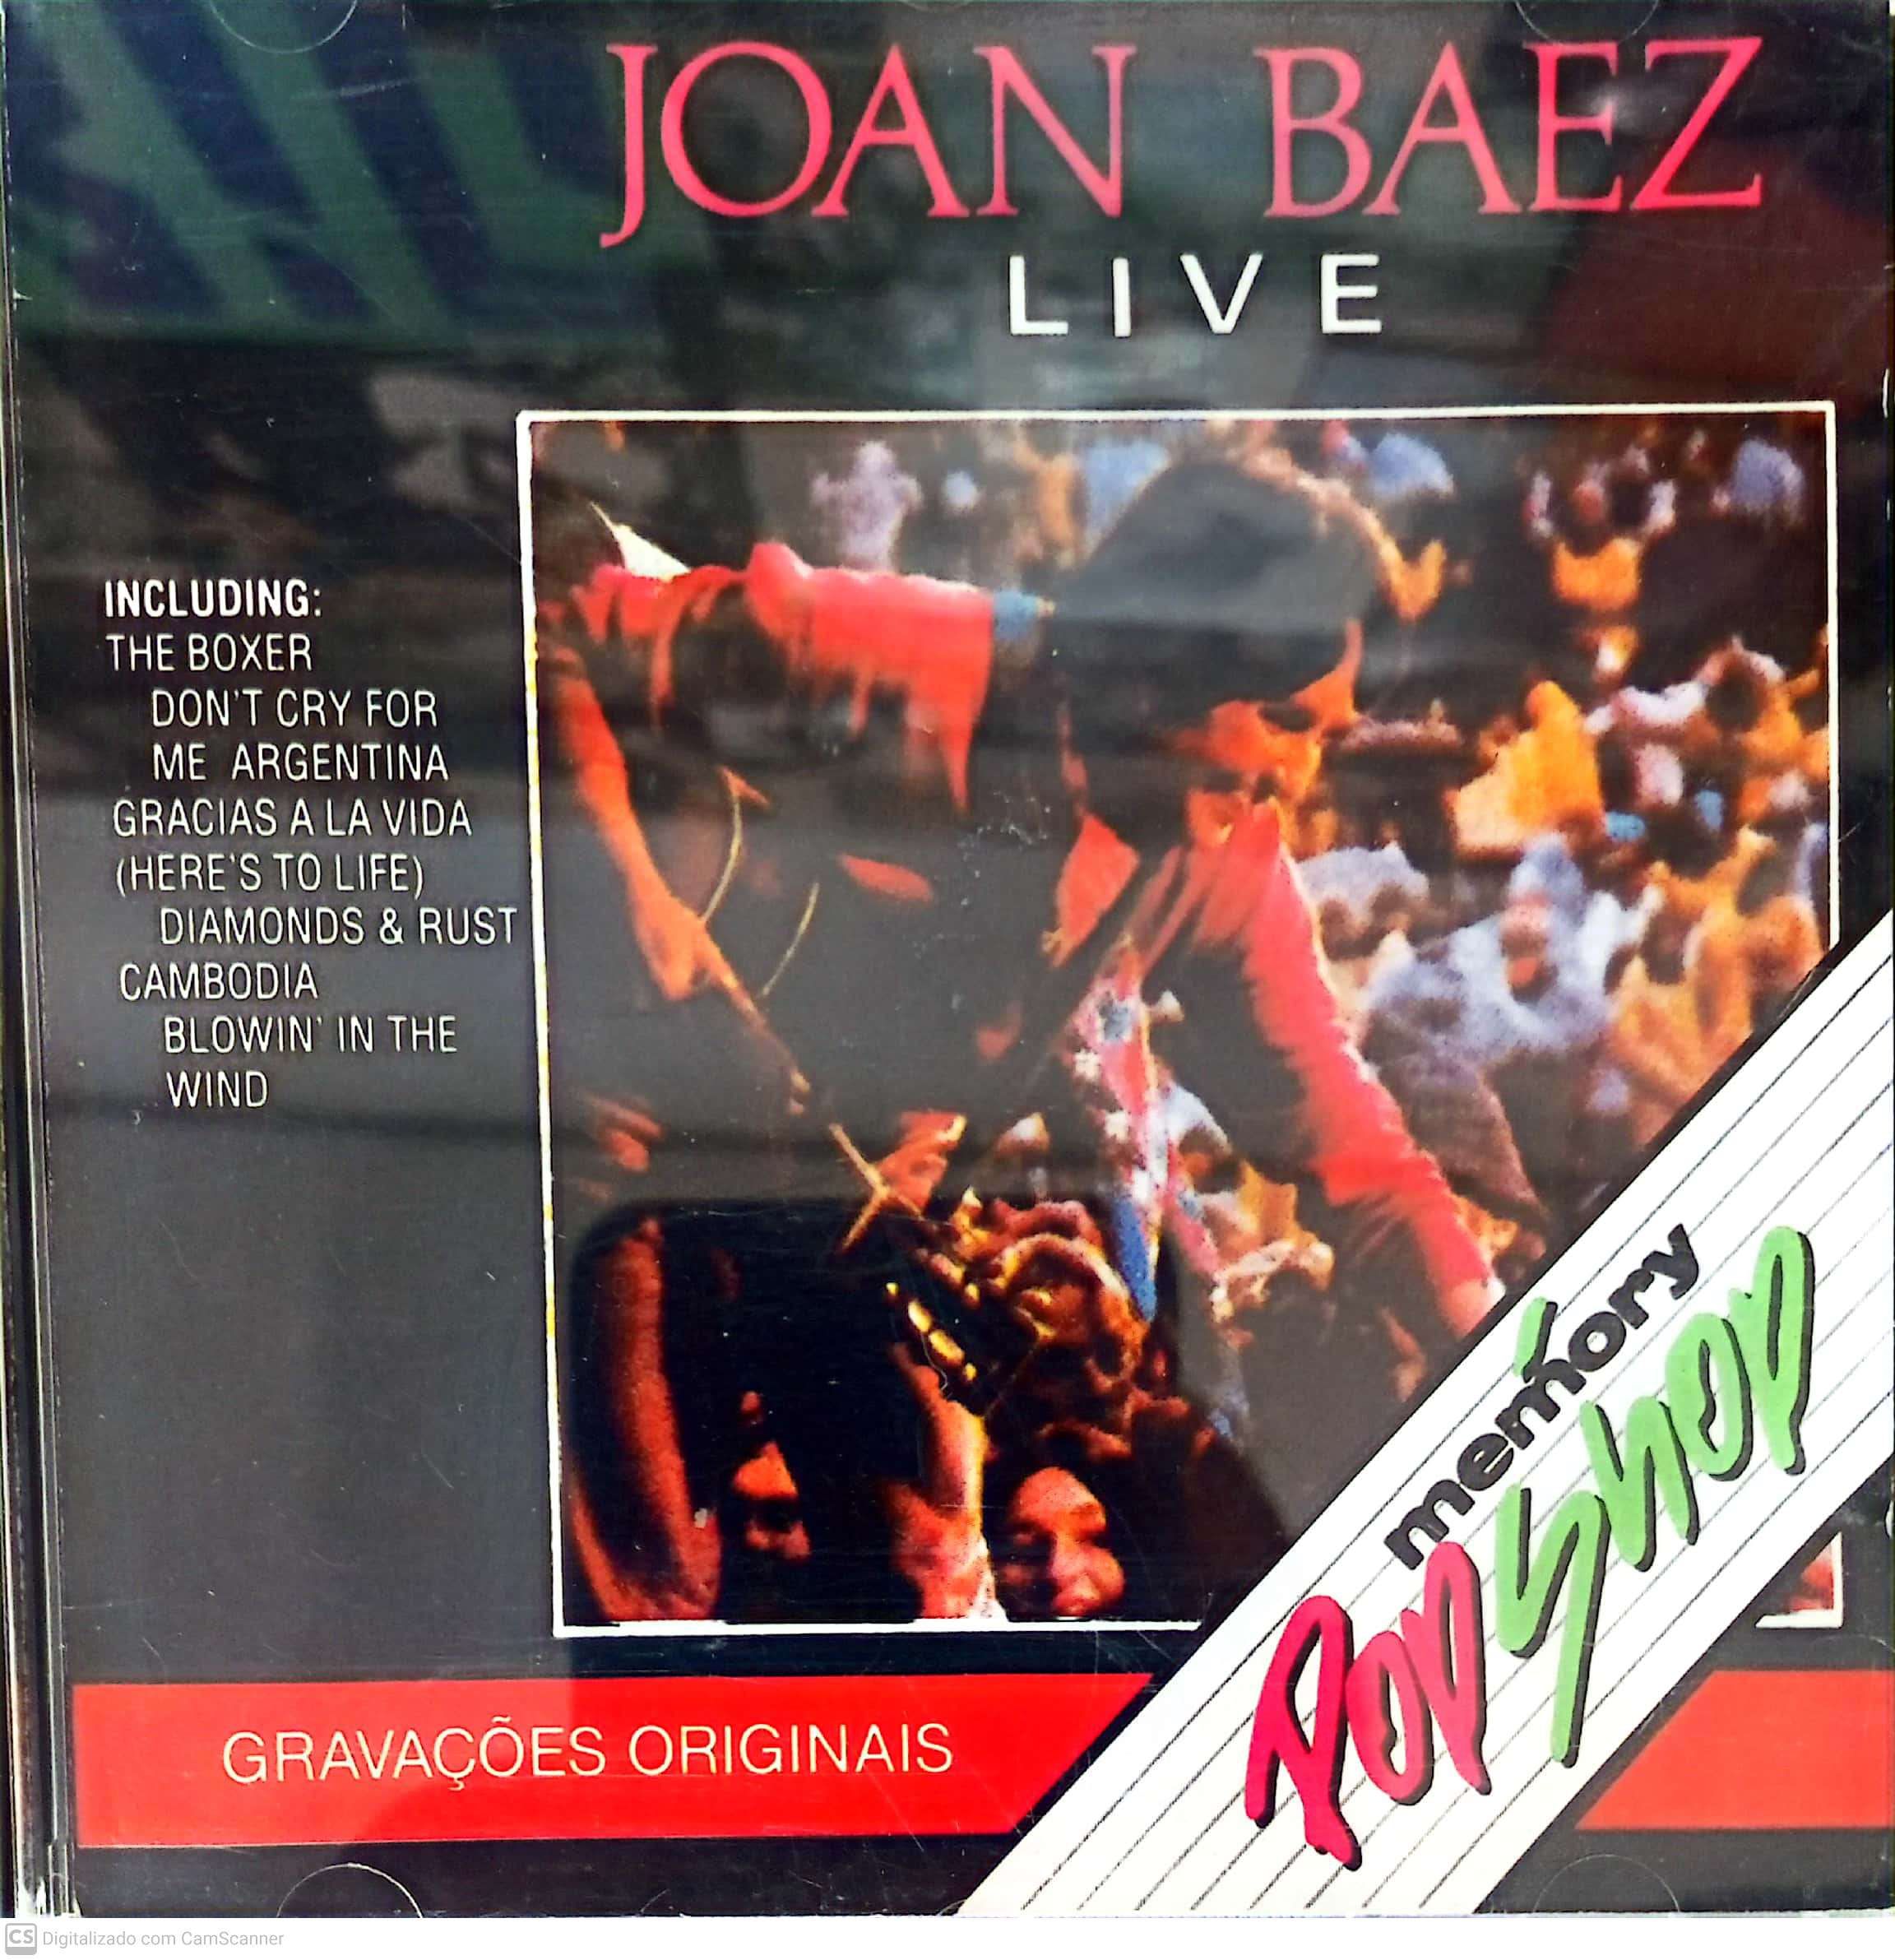 JOAN BAEZ
LIVE
INCLUDING:
THE BOXER
DON'T CRY FOR
ME ARGENTINA
GRACIAS A LA VIDA
(HERE'S TO LIFE)
DIAMONDS & RUST
CAMBODIA
BLOWIN' IN THE
WIND
memory
Pop Shop
GRAVAÇÕES ORIGINAIS
CS Digitalizado com CamScanner